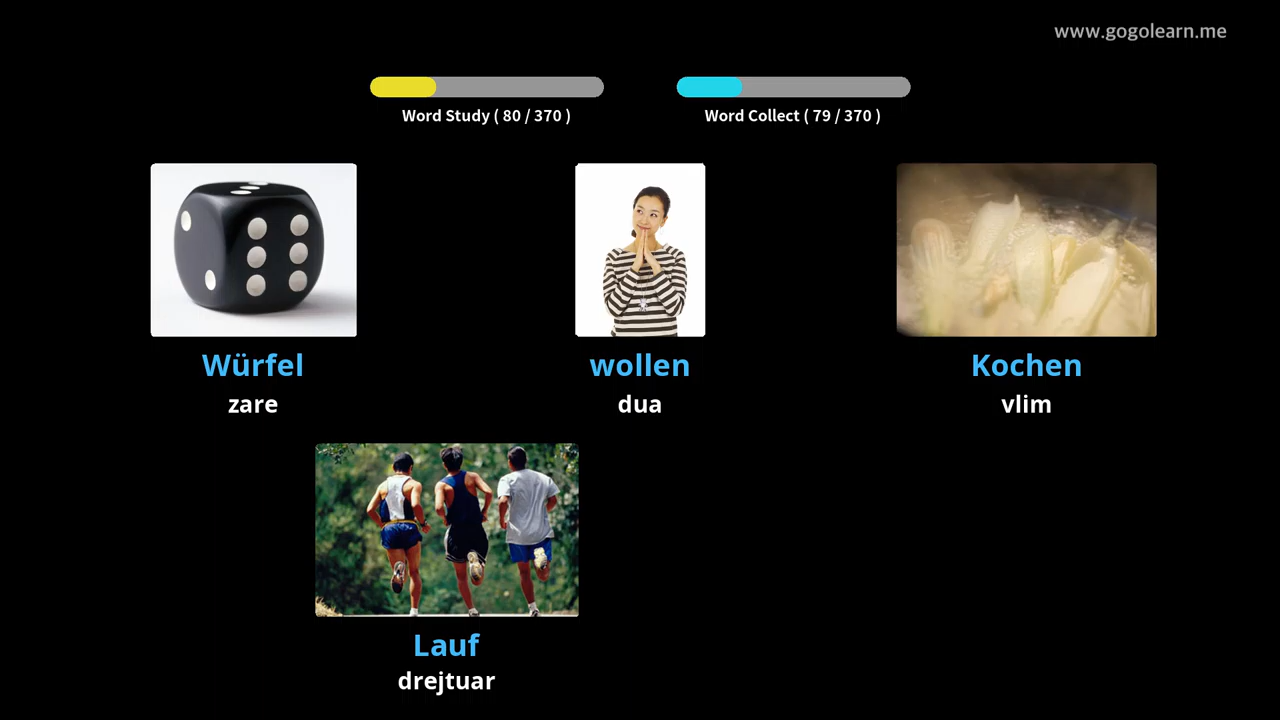 www.gogolearn.me
Word Study ( 80 / 370 )
Word Collect ( 79 / 370 )
Würfel
zare
wollen
dua
Kochen
vlim
Lauf
drejtuar